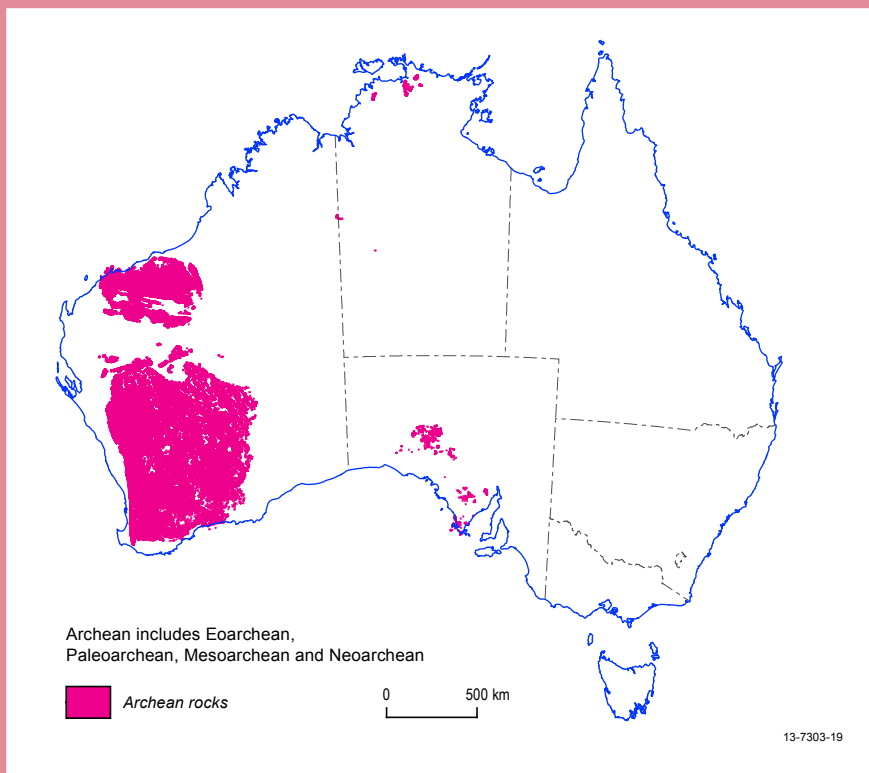 Archean includes Eoarchean,
Paleoarchean, Mesoarchean and Neoarchean
Archean rocks
0 500 km
13-7303-19